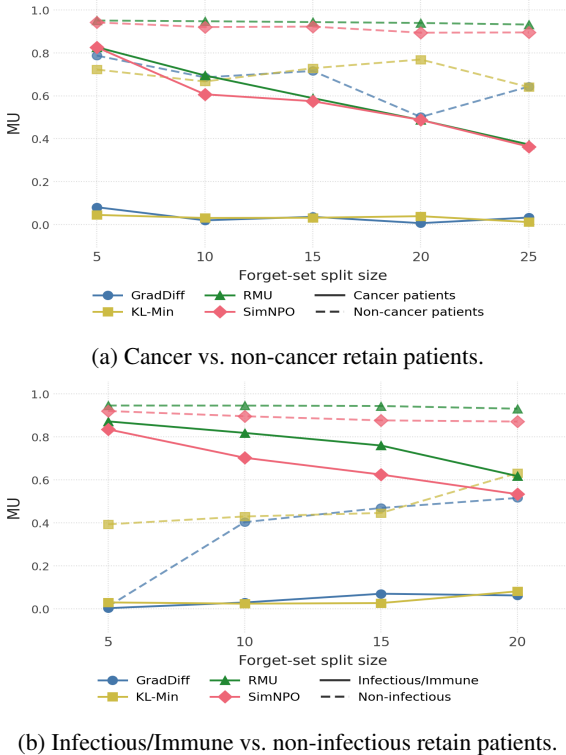 1.0
0.8
0.6
0.4
0.2
0.0
MU
5 10 15 20 25
Forget-set split size
GradDiff RMU Cancer patients
KL-Min SimNPO Non-cancer patients
(a) Cancer vs. non-cancer retain patients.
1.0
0.8
0.6
0.4
0.2
0.0
MU
5 10 15 20
Forget-set split size
GradDiff RMU Infectious/Immune
KL-Min SimNPO Non-infectious
(b) Infectious/Immune vs. non-infectious retain patients.